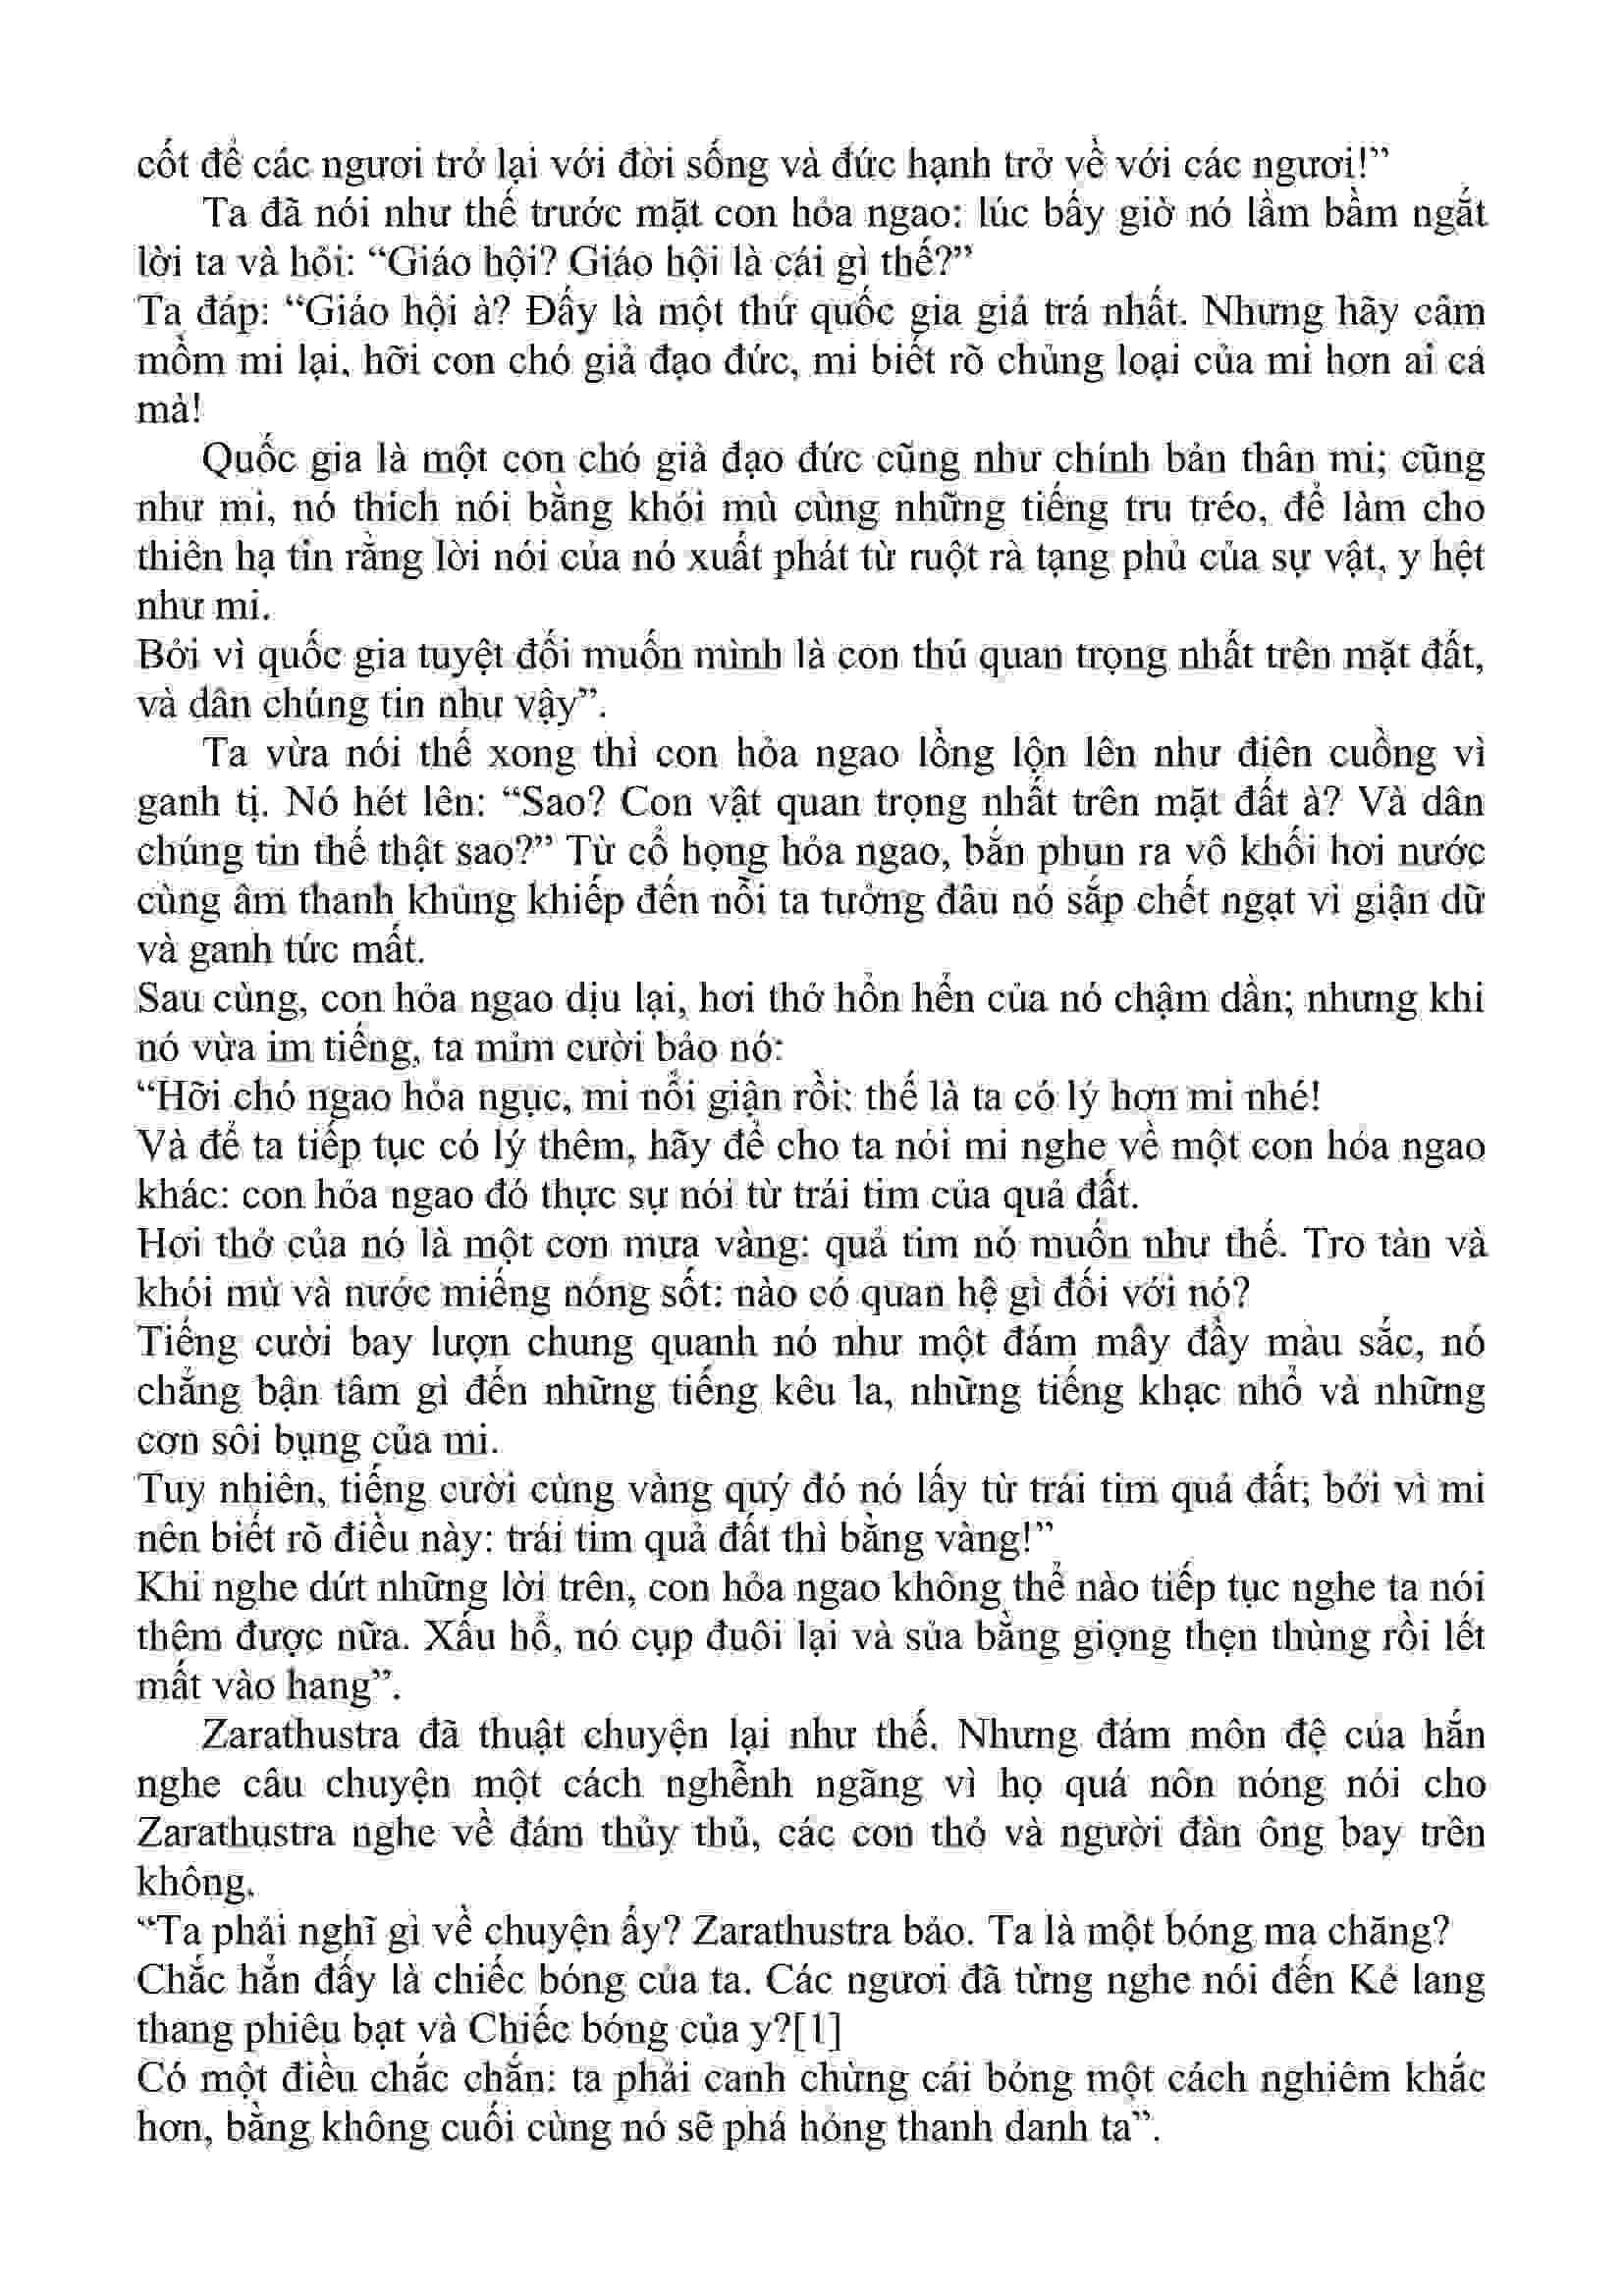 cốt để các ngươi trở lại với đời sống và đức hạnh trở về với các ngươi!”
Ta đã nói như thế trước mặt con hỏa ngao: lúc bấy giờ nó lầm bầm ngắt
lời ta và hỏi: “Giáo hội? Giáo hội là cái gì thế?”
Ta đáp: “Giáo hội à? Đấy là một thứ quốc gia giả trá nhất. Nhưng hãy câm
mồm mi lại, hỡi con chó giả đạo đức, mi biết rõ chủng loại của mi hơn ai cả
mà!
Quốc gia là một con chó giả đạo đức cũng như chính bản thân mi; cũng
như mi, nó thích nói bằng khói mù cùng những tiếng tru tréo, để làm cho
thiên hạ tin rằng lời nói của nó xuất phát từ ruột rà tạng phủ của sự vật, y hệt
như mi.
Bởi vì quốc gia tuyệt đối muốn mình là con thú quan trọng nhất trên mặt đất,
và dân chúng tin như vậy”.
Ta vừa nói thế xong thì con hỏa ngao lồng lộn lên như điên cuồng vì
ganh tị. Nó hét lên: “Sao? Con vật quan trọng nhất trên mặt đất à? Và dân
chúng tin thế thật sao?” Từ cổ họng hỏa ngao, bắn phun ra vô khối hơi nước
cùng âm thanh khủng khiếp đến nỗi ta tưởng đâu nó sắp chết ngạt vì giận dữ
và ganh tức mất.
Sau cùng, con hỏa ngao dịu lại, hơi thở hổn hển của nó chậm dần; nhưng khi
nó vừa im tiếng, ta mỉm cười bảo nó:
“Hỡi chó ngao hỏa ngục, mi nổi giận rồi: thế là ta có lý hơn mi nhé!
Và để ta tiếp tục có lý thêm, hãy để cho ta nói mi nghe về một con hỏa ngao
khác: con hỏa ngao đó thực sự nói từ trái tim của quả đất.
Hơi thở của nó là một cơn mưa vàng: quả tim nó muốn như thế. Tro tàn và
khói mù và nước miếng nóng sốt: nào có quan hệ gì đối với nó?
Tiếng cười bay lượn chung quanh nó như một đám mây đầy màu sắc, nó
chẳng bận tâm gì đến những tiếng kêu la, những tiếng khạc nhổ và những
cơn sôi bụng của mi.
Tuy nhiên, tiếng cười cùng vàng quý đó nó lấy từ trái tim quả đất; bởi vì mi
nên biết rõ điều này: trái tim quả đất thì bằng vàng!”
Khi nghe dứt những lời trên, con hỏa ngao không thể nào tiếp tục nghe ta nói
thêm được nữa. Xấu hổ, nó cụp đuôi lại và sủa bằng giọng thẹn thùng rồi lết
mất vào hang”.
Zarathustra đã thuật chuyện lại như thế. Nhưng đám môn đệ của hắn
nghe câu chuyện một cách nghễnh ngãng vì họ quá nôn nóng nói cho
Zarathustra nghe về đám thủy thủ, các con thỏ và người đàn ông bay trên
không.
“Ta phải nghĩ gì về chuyện ấy? Zarathustra bảo. Ta là một bóng ma chăng?
Chắc hẳn đấy là chiếc bóng của ta. Các ngươi đã từng nghe nói đến Kẻ lang
thang phiêu bạt và Chiếc bóng của y?[1]
Có một điều chắc chắn: ta phải canh chừng cái bóng một cách nghiêm khắc
hơn, bằng không cuối cùng nó sẽ phá hỏng thanh danh ta”.